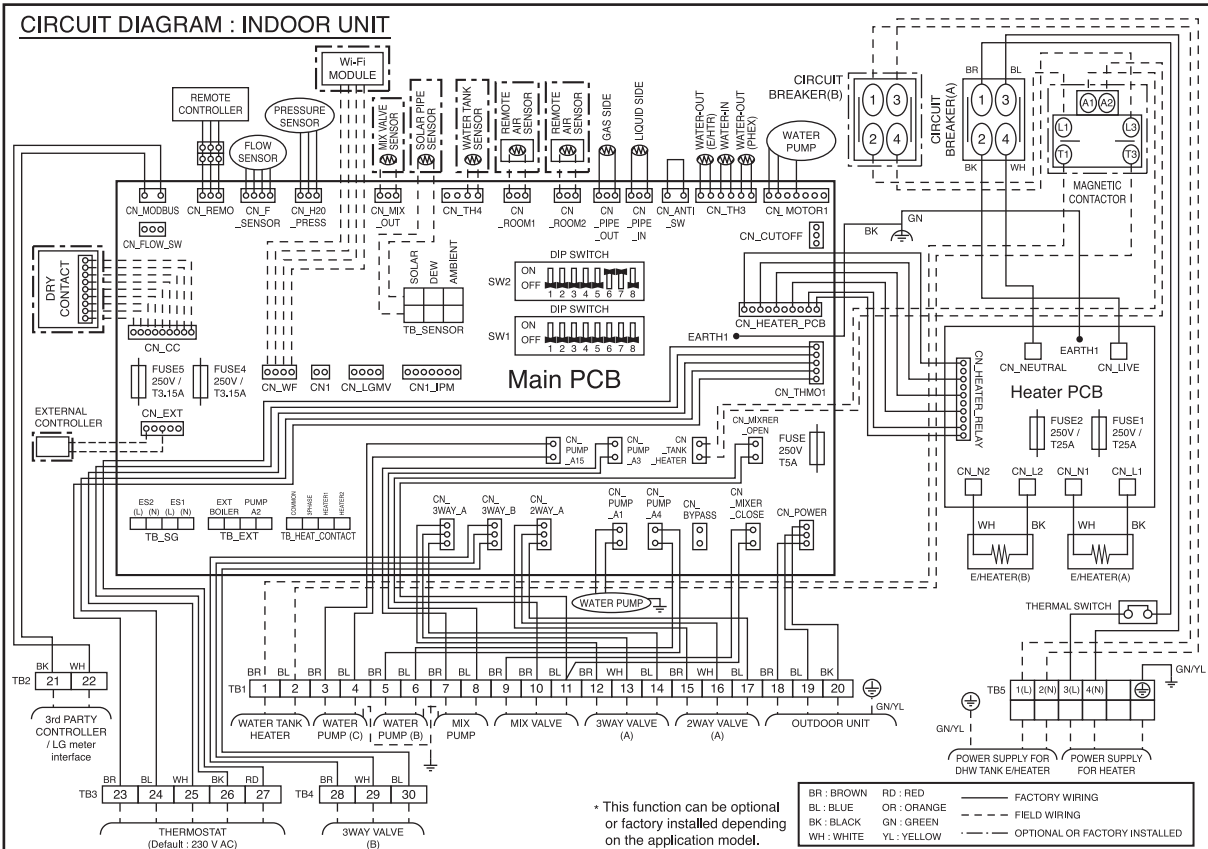 CIRCUIT DIAGRAM : INDOOR UNIT
Wi-Fi
MODULE
REMOTE
CONTROLLER
PRESSURE
SENSOR
FLOW
SENSOR
MIX VALVE
SENSOR
SOLAR PIPE
SENSOR
WATER TANK
SENSOR
REMOTE
AIR
SENSOR
REMOTE
AIR
SENSOR
GAS SIDE
LIQUID SIDE
WATER-OUT
(E/HTR)
WATER-IN
WATER-OUT
(PHEX)
WATER
PUMP
CIRCUIT
BREAKER(B)
1 3
2 4
CIRCUIT
BREAKER(A)
BR BL
1 3
2 4
BK WH
A1 A2
L1 L3
T1 T3
MAGNETIC
CONTACTOR
CN_MODBUS
CN_REMO
CN_F
_SENSOR
CN_H20
_PRESS
CN_MIX
_OUT
CN_TH4
CN
_ROOM1
CN
_ROOM2
CN
_PIPE
_OUT
CN
_PIPE
_IN
CN_ANTI
_SW
CN_TH3
CN_MOTOR1
CN_FLOW_SW
CN_CUTOFF
BK
GN
DRY
CONTACT
CN_CC
SOLAR
DEW
AMBIENT
TB_SENSOR
DIP SWITCH
SW2
ON
OFF
1 2 3 4 5 6 7 8
DIP SWITCH
SW1
ON
OFF
1 2 3 4 5 6 7 8
CN_HEATER_PCB
EARTH1
CN_THMO1
FUSE5
250V /
T3.15A
FUSE4
250V /
T3.15A
CN_WF
CN1
CN_LGMV
CN1_IPM
Main PCB
EXTERNAL
CONTROLLER
CN_EXT
CN_
PUMP
_A15
CN_
PUMP
_A3
CN
_TANK
_HEATER
CN_MIXRER
_OPEN
FUSE
250V
T5A
CN_HEATER_RELAY
CN_NEUTRAL
EARTH1
CN_LIVE
Heater PCB
FUSE2
250V /
T25A
FUSE1
250V /
T25A
CN_N2
CN_L2
CN_N1
CN_L1
WH BK WH BK
E/HEATER(B)
E/HEATER(A)
ES2 ES1
(L) (N) (L) (N)
TB_SG
EXT PUMP
BOILER A2
TB_EXT
COMMON
3PHASE
HEATER1
HEATER2
TB_HEAT_CONTACT
CN_
3WAY_A
CN_
3WAY_B
CN_
2WAY_A
CN_
PUMP
_A1
CN_
PUMP
_A4
CN_
BYPASS
CN
_MIXER
_CLOSE
CN_POWER
WATER PUMP
THERMAL SWITCH
BK WH
TB2 21 22
3rd PARTY
CONTROLLER
/ LG meter
interface
BR BL BR BL BR BL BR BL BR BL BR WH BL BR WH BL BR BL BK
TB1 1 2 3 4 5 6 7 8 9 10 11 12 13 14 15 16 17 18 19 20
GN/YL
WATER TANK
HEATER
WATER
PUMP (C)
WATER
PUMP (B)
MIX
PUMP
MIX VALVE
3WAY VALVE
(A)
2WAY VALVE
(A)
OUTDOOR UNIT
TB5 1(L) 2(N) 3(L) 4(N)
GN/YL
GN/YL
POWER SUPPLY FOR
DHW TANK E/HEATER
POWER SUPPLY
FOR HEATER
BR BL WH BK RD
TB3 23 24 25 26 27
THERMOSTAT
(Default : 230 V AC)
BR WH BL
TB4 28 29 30
3WAY VALVE
(B)
* This function can be optional
or factory installed depending
on the application model.
BR : BROWN RD : RED
BL : BLUE OR : ORANGE
BK : BLACK GN : GREEN
WH : WHITE YL : YELLOW
FACTORY WIRING
FIELD WIRING
OPTIONAL OR FACTORY INSTALLED